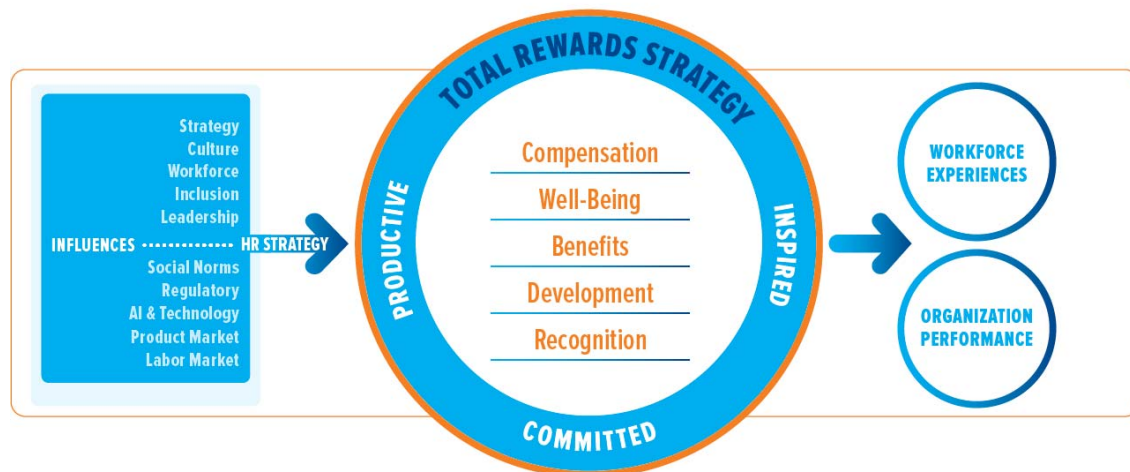 Strategy
Culture
Workforce
Inclusion
Leadership
INFLUENCES HR STRATEGY
Social Norms
Regulatory
AI & Technology
Product Market
Labor Market
TOTAL REWARDS STRATEGY
PRODUCTIVE
Compensation
Well-Being
Benefits
Development
Recognition
INSPIRED
COMMITTED
WORKFORCE
EXPERIENCES
ORGANIZATION
PERFORMANCE